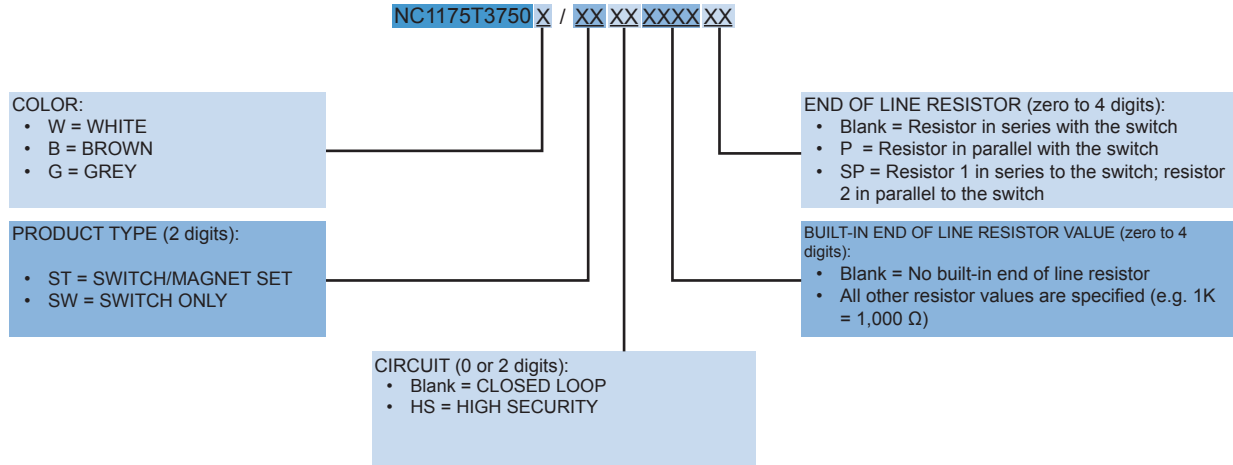 NC1175T3750 X / XX XX XXXX XX
COLOR:
• W = WHITE
• B = BROWN
• G = GREY
PRODUCT TYPE (2 digits):
• ST = SWITCH/MAGNET SET
• SW = SWITCH ONLY
CIRCUIT (0 or 2 digits):
• Blank = CLOSED LOOP
• HS = HIGH SECURITY
END OF LINE RESISTOR (zero to 4 digits):
• Blank = Resistor in series with the switch
• P = Resistor in parallel with the switch
• SP = Resistor 1 in series to the switch; resistor
2 in parallel to the switch
BUILT-IN END OF LINE RESISTOR VALUE (zero to 4
digits):
• Blank = No built-in end of line resistor
• All other resistor values are specified (e.g. 1K
= 1,000 Ω)